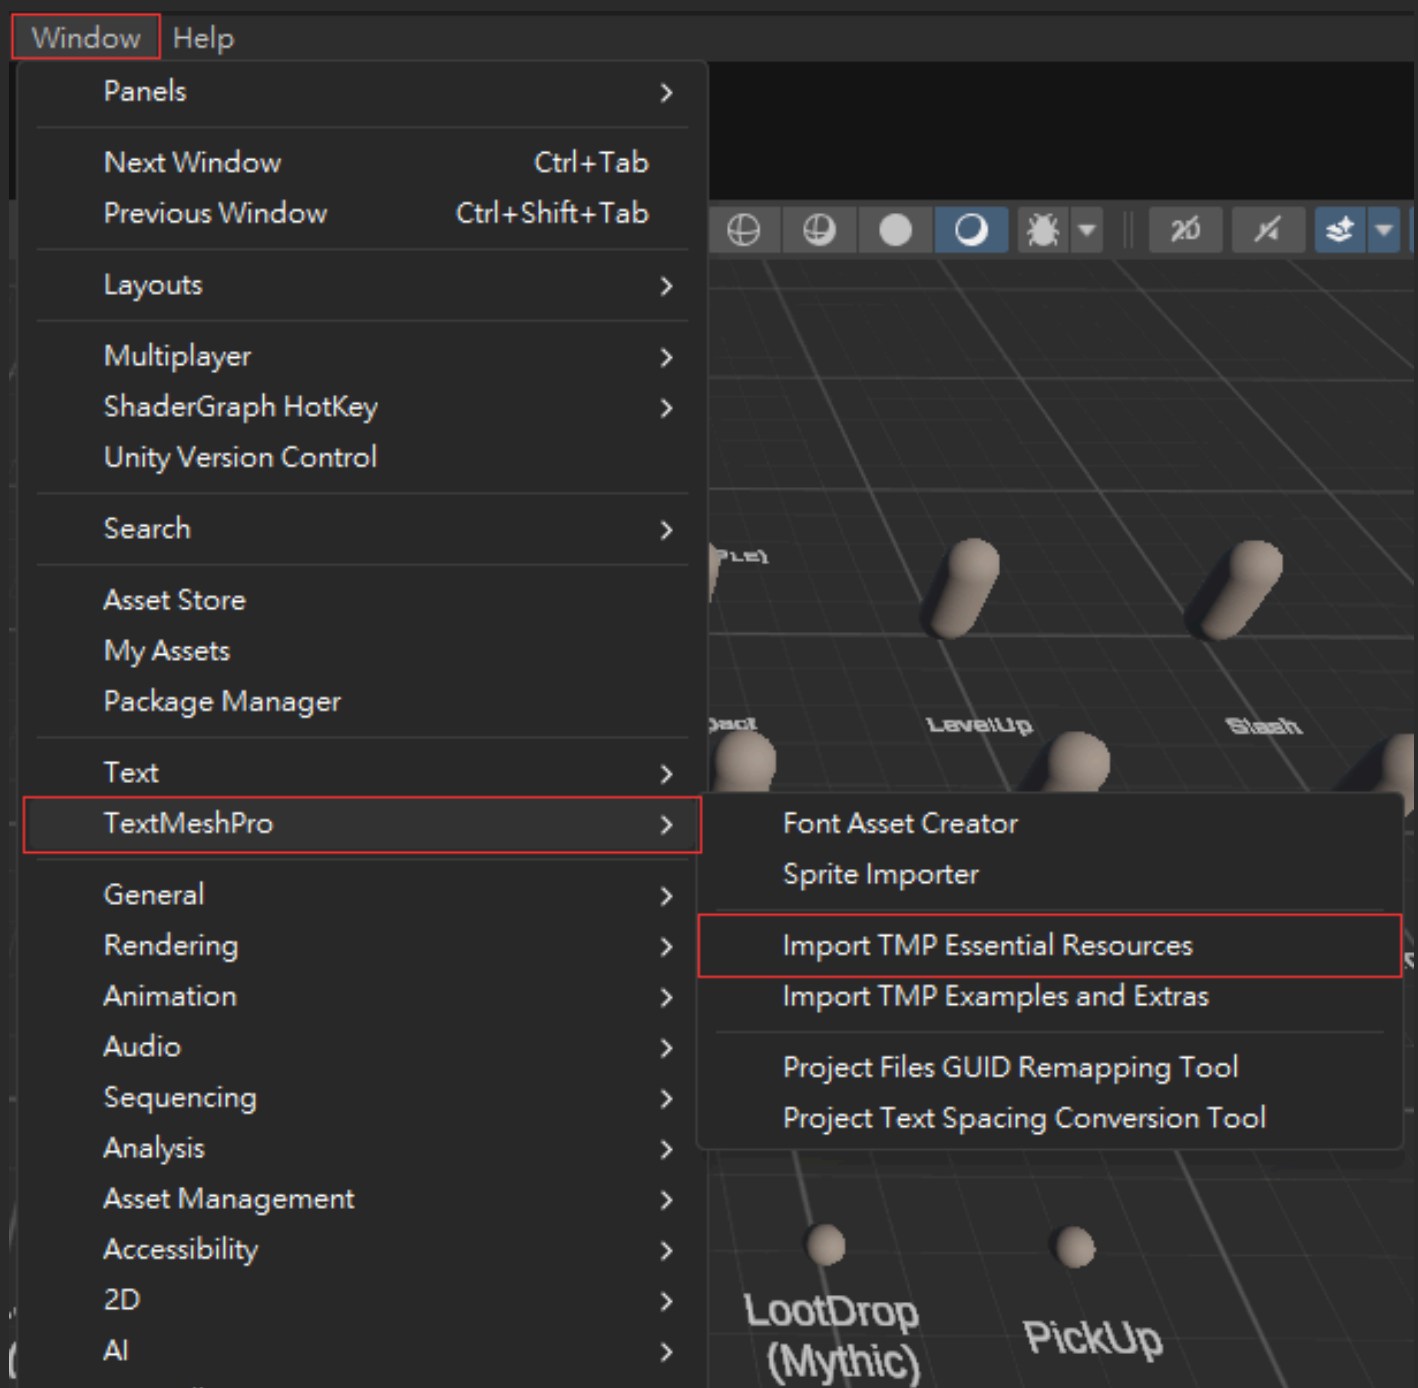 Window Help
Panels
Next Window Ctrl+Tab
Previous Window Ctrl+Shift+Tab
Layouts
Multiplayer
ShaderGraph HotKey
Unity Version Control
Search
Asset Store
My Assets
Package Manager
Text
TextMeshPro
General
Rendering
Animation
Audio
Sequencing
Analysis
Asset Management
Accessibility
2D
AI
Font Asset Creator
Sprite Importer
Import TMP Essential Resources
Import TMP Examples and Extras
Project Files GUID Remapping Tool
Project Text Spacing Conversion Tool
2D
LevelUp
Slash
LootDrop
(Mythic)
PickUp